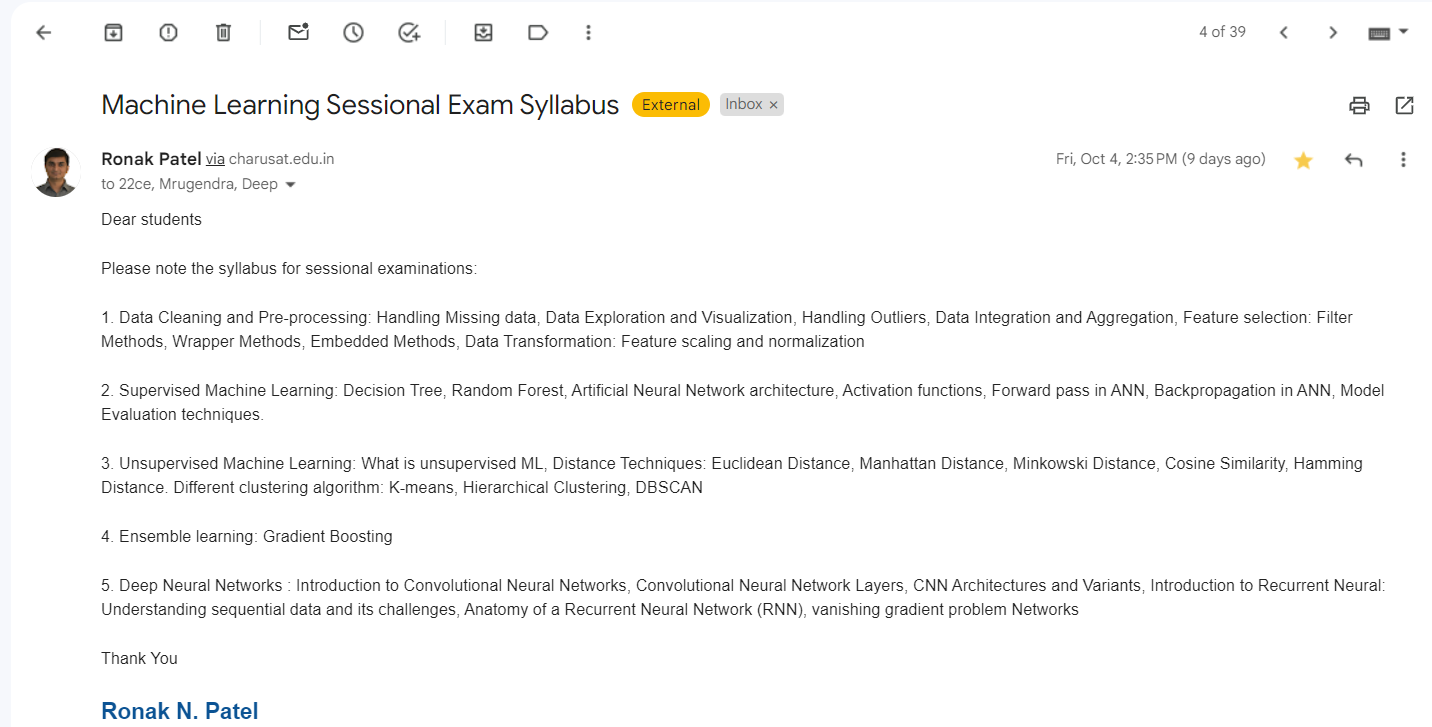 4 of 39
Machine Learning Sessional Exam Syllabus External Inbox ×
Ronak Patel via charusat.edu.in Fri, Oct 4, 2:35 PM (9 days ago)
to 22ce, Mrugendra, Deep
Dear students
Please note the syllabus for sessional examinations:
1. Data Cleaning and Pre-processing: Handling Missing data, Data Exploration and Visualization, Handling Outliers, Data Integration and Aggregation, Feature selection: Filter
Methods, Wrapper Methods, Embedded Methods, Data Transformation: Feature scaling and normalization
2. Supervised Machine Learning: Decision Tree, Random Forest, Artificial Neural Network architecture, Activation functions, Forward pass in ANN, Backpropagation in ANN, Model
Evaluation techniques.
3. Unsupervised Machine Learning: What is unsupervised ML, Distance Techniques: Euclidean Distance, Manhattan Distance, Minkowski Distance, Cosine Similarity, Hamming
Distance. Different clustering algorithm: K-means, Hierarchical Clustering, DBSCAN
4. Ensemble learning: Gradient Boosting
5. Deep Neural Networks : Introduction to Convolutional Neural Networks, Convolutional Neural Network Layers, CNN Architectures and Variants, Introduction to Recurrent Neural:
Understanding sequential data and its challenges, Anatomy of a Recurrent Neural Network (RNN), vanishing gradient problem Networks
Thank You
Ronak N. Patel